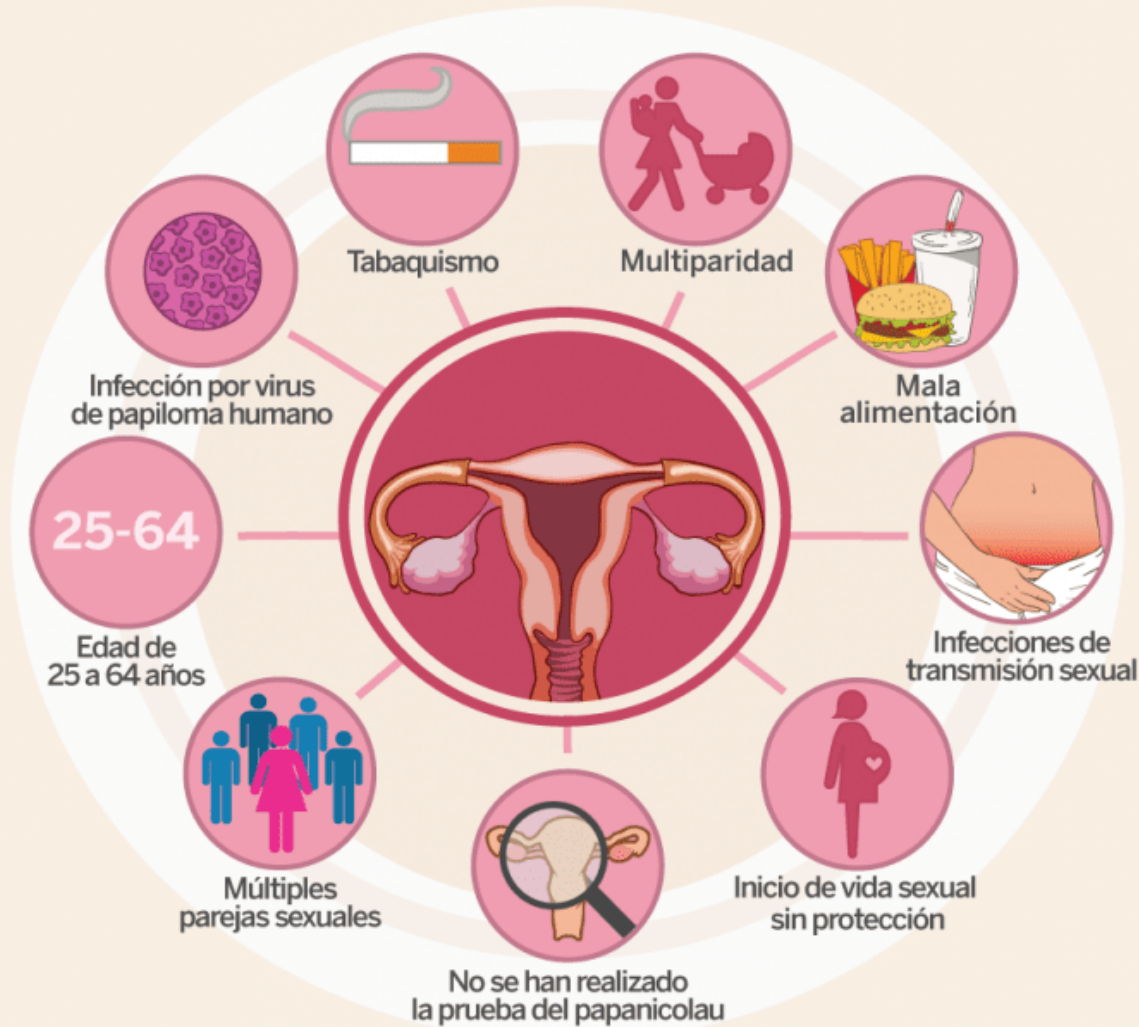 Tabaquismo
Multiparidad
Mala
alimentación
Infecciones de
transmisión sexual
Inicio de vida sexual
sin protección
No se han realizado
la prueba del papanicolau
Múltiples
parejas sexuales
25-64
Edad de
25 a 64 años
Infección por virus
de papiloma humano